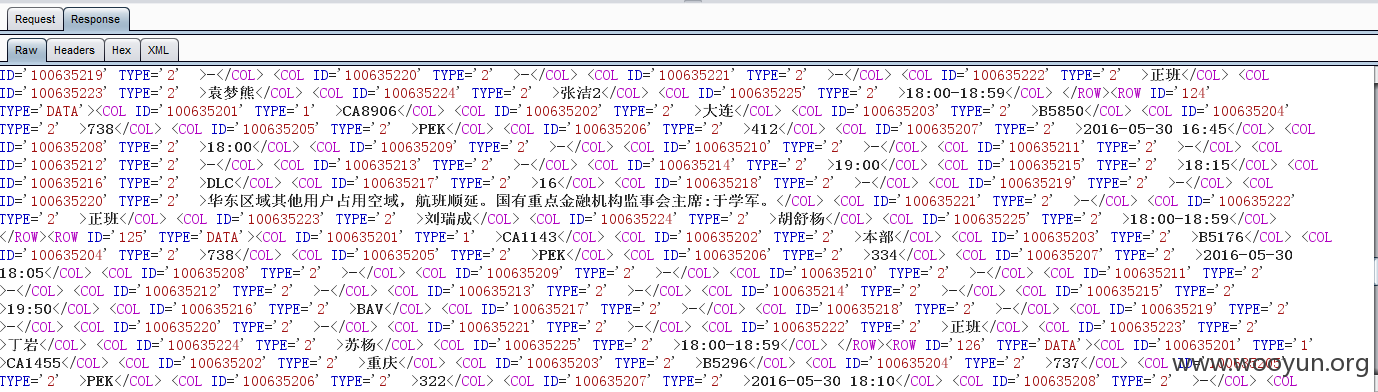 Request Response
Raw Headers Hex XML
ID='100635219' TYPE='2' >-</COL> <COL ID='100635220' TYPE='2' >-</COL> <COL ID='100635221' TYPE='2' >-</COL> <COL ID='100635222' TYPE='2' >正班</COL> <COL
ID='100635223' TYPE='2' >袁梦熊</COL> <COL ID='100635224' TYPE='2' >张洁2</COL> <COL ID='100635225' TYPE='2' >18:00-18:59</COL> </ROW><ROW ID='124'
TYPE='DATA'><COL ID='100635201' TYPE='1' >CA8906</COL> <COL ID='100635202' TYPE='2' >大连</COL> <COL ID='100635203' TYPE='2' >B5850</COL> <COL ID='100635204'
TYPE='2' >738</COL> <COL ID='100635205' TYPE='2' >PEK</COL> <COL ID='100635206' TYPE='2' >412</COL> <COL ID='100635207' TYPE='2' >2016-05-30 16:45</COL> <COL
ID='100635208' TYPE='2' >18:00</COL> <COL ID='100635209' TYPE='2' >-</COL> <COL ID='100635210' TYPE='2' >-</COL> <COL ID='100635211' TYPE='2' >-</COL> <COL
ID='100635212' TYPE='2' >-</COL> <COL ID='100635213' TYPE='2' >-</COL> <COL ID='100635214' TYPE='2' >19:00</COL> <COL ID='100635215' TYPE='2' >18:15</COL> <COL
ID='100635216' TYPE='2' >DLC</COL> <COL ID='100635217' TYPE='2' >16</COL> <COL ID='100635218' TYPE='2' >-</COL> <COL ID='100635219' TYPE='2' >-</COL> <COL
ID='100635220' TYPE='2' >华东区域其他用户占用空域，航班顺延。国有重点金融机构监事会主席:于学军。</COL> <COL ID='100635221' TYPE='2' >-</COL> <COL ID='100635222'
TYPE='2' >正班</COL> <COL ID='100635223' TYPE='2' >刘瑞成</COL> <COL ID='100635224' TYPE='2' >胡舒杨</COL> <COL ID='100635225' TYPE='2' >18:00-18:59</COL>
</ROW><ROW ID='125' TYPE='DATA'><COL ID='100635201' TYPE='1' >CA1143</COL> <COL ID='100635202' TYPE='2' >本部</COL> <COL ID='100635203' TYPE='2' >B5176</COL> <COL
ID='100635204' TYPE='2' >738</COL> <COL ID='100635205' TYPE='2' >PEK</COL> <COL ID='100635206' TYPE='2' >334</COL> <COL ID='100635207' TYPE='2' >2016-05-30
18:05</COL> <COL ID='100635208' TYPE='2' >-</COL> <COL ID='100635209' TYPE='2' >-</COL> <COL ID='100635210' TYPE='2' >-</COL> <COL ID='100635211' TYPE='2'
>-</COL> <COL ID='100635212' TYPE='2' >-</COL> <COL ID='100635213' TYPE='2' >-</COL> <COL ID='100635214' TYPE='2' >-</COL> <COL ID='100635215' TYPE='2'
>19:50</COL> <COL ID='100635216' TYPE='2' >BAV</COL> <COL ID='100635217' TYPE='2' >-</COL> <COL ID='100635218' TYPE='2' >-</COL> <COL ID='100635219' TYPE='2'
>-</COL> <COL ID='100635220' TYPE='2' >-</COL> <COL ID='100635221' TYPE='2' >-</COL> <COL ID='100635222' TYPE='2' >正班</COL> <COL ID='100635223' TYPE='2'
>丁岩</COL> <COL ID='100635224' TYPE='2' >苏杨</COL> <COL ID='100635225' TYPE='2' >18:00-18:59</COL> </ROW><ROW ID='126' TYPE='DATA'><COL ID='100635201' TYPE='1'
>CA1455</COL> <COL ID='100635202' TYPE='2' >重庆</COL> <COL ID='100635203' TYPE='2' >B5296</COL> <COL ID='100635204' TYPE='2' >737</COL> <COL ID='100635205'
TYPE='2' >PEK</COL> <COL ID='100635206' TYPE='2' >322</COL> <COL ID='100635207' TYPE='2' >2016-05-30 18:10</COL> <COL ID='100635208' TYPE='2' >-</COL> <COL
www.wooyun.org